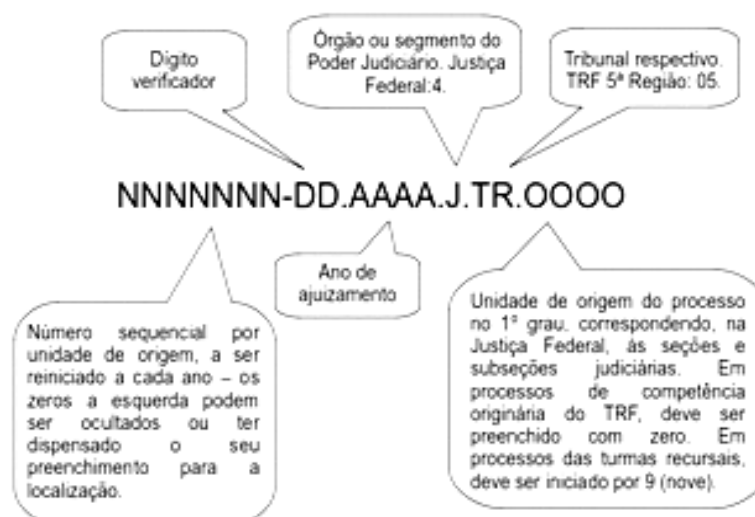 Dígito
verificador
Órgão ou segmento do
Poder Judiciário. Justiça
Federal:4.
Tribunal respectivo.
TRF 5ª Região: 05.
NNNNNNN-DD.AAAA.J.TR.OOOO
Ano de
ajuizamento
Número sequencial por
unidade de origem, a ser
reiniciado a cada ano – os
zeros a esquerda podem
ser ocultados ou ter
dispensado o seu
preenchimento para a
localização.
Unidade de origem do processo
no 1º grau. correspondendo, na
Justiça Federal, às seções e
subseções judiciárias. Em
processos de competência
originária do TRF, deve ser
preenchido com zero. Em
processos das turmas recursais,
deve ser iniciado por 9 (nove).